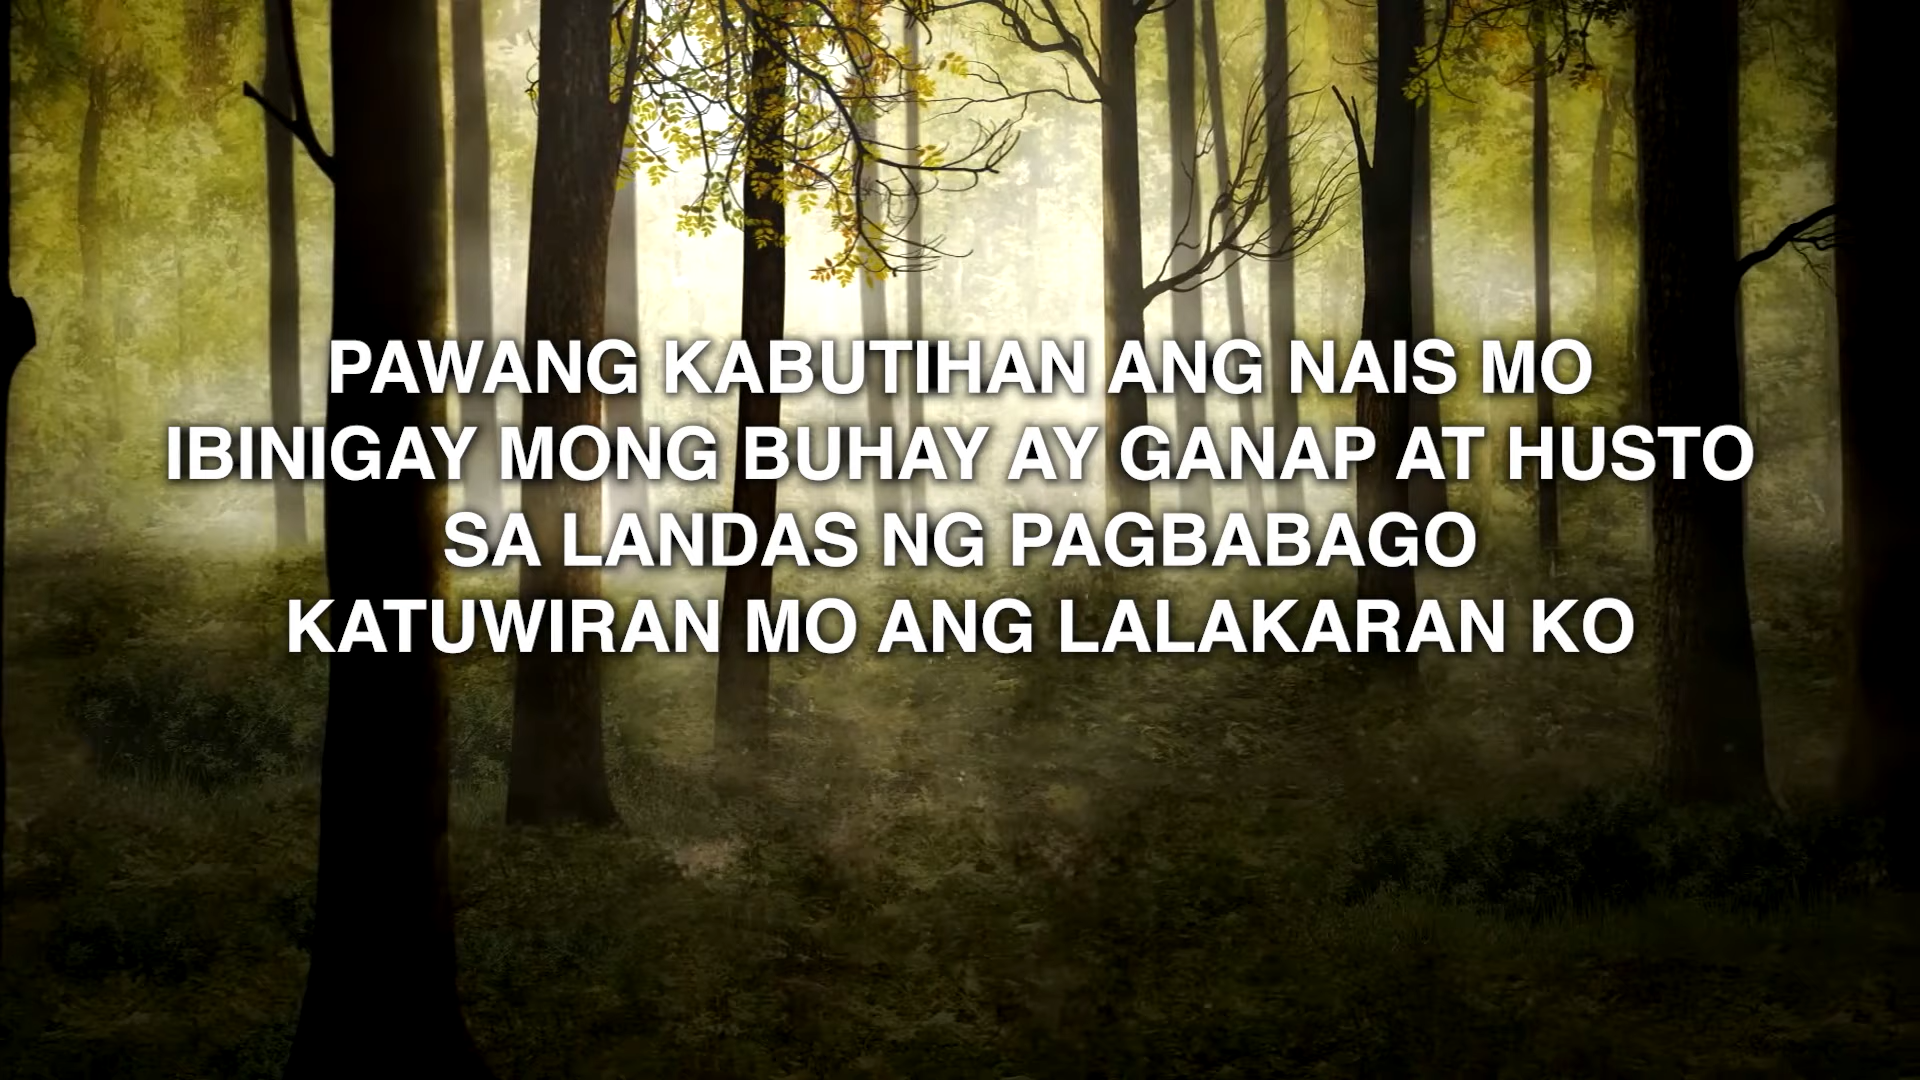 PAWANG KABUTIHAN ANG NAIS MO
IBINIGAY MONG BUHAY AY GANAP AT HUSTO
SA LANDAS NG PAGBABAGO
KATUWIRAN MO ANG LALAKARAN KO